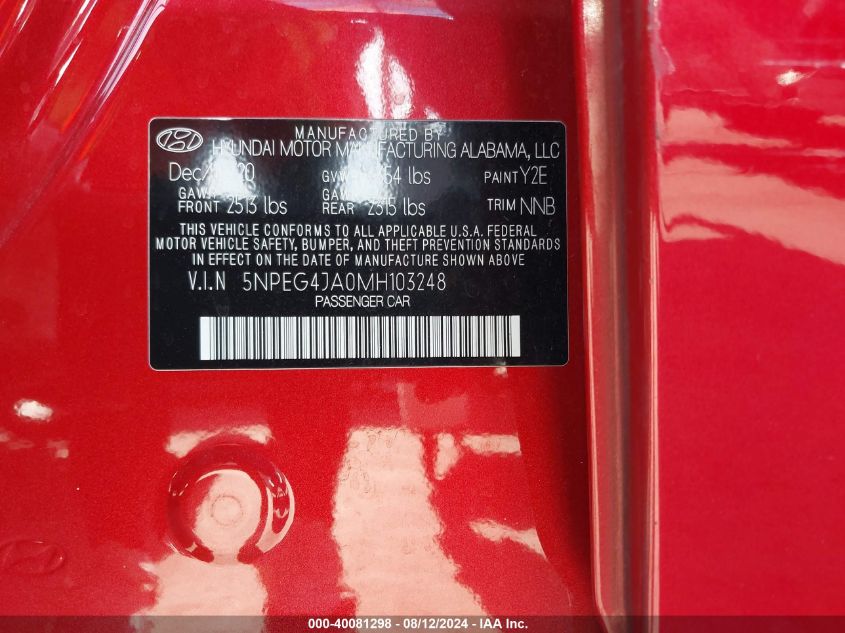 MANUFACTURED BY
HYUNDAI MOTOR MANUFACTURING ALABAMA, LLC
PAINT Y2E
FRONT 2513 lbs REAR 2315 lbs TRIM NNB
THIS VEHICLE CONFORMS TO ALL APPLICABLE U.S.A. FEDERAL
MOTOR VEHICLE SAFETY, BUMPER, AND THEFT PREVENTION STANDARDS
IN EFFECT ON THE DATE OF MANUFACTURE SHOWN ABOVE
V.I.N 5NPEG4JA0MH103248
PASSENGER CAR
000-40081298 - 08/12/2024 - IAA Inc.